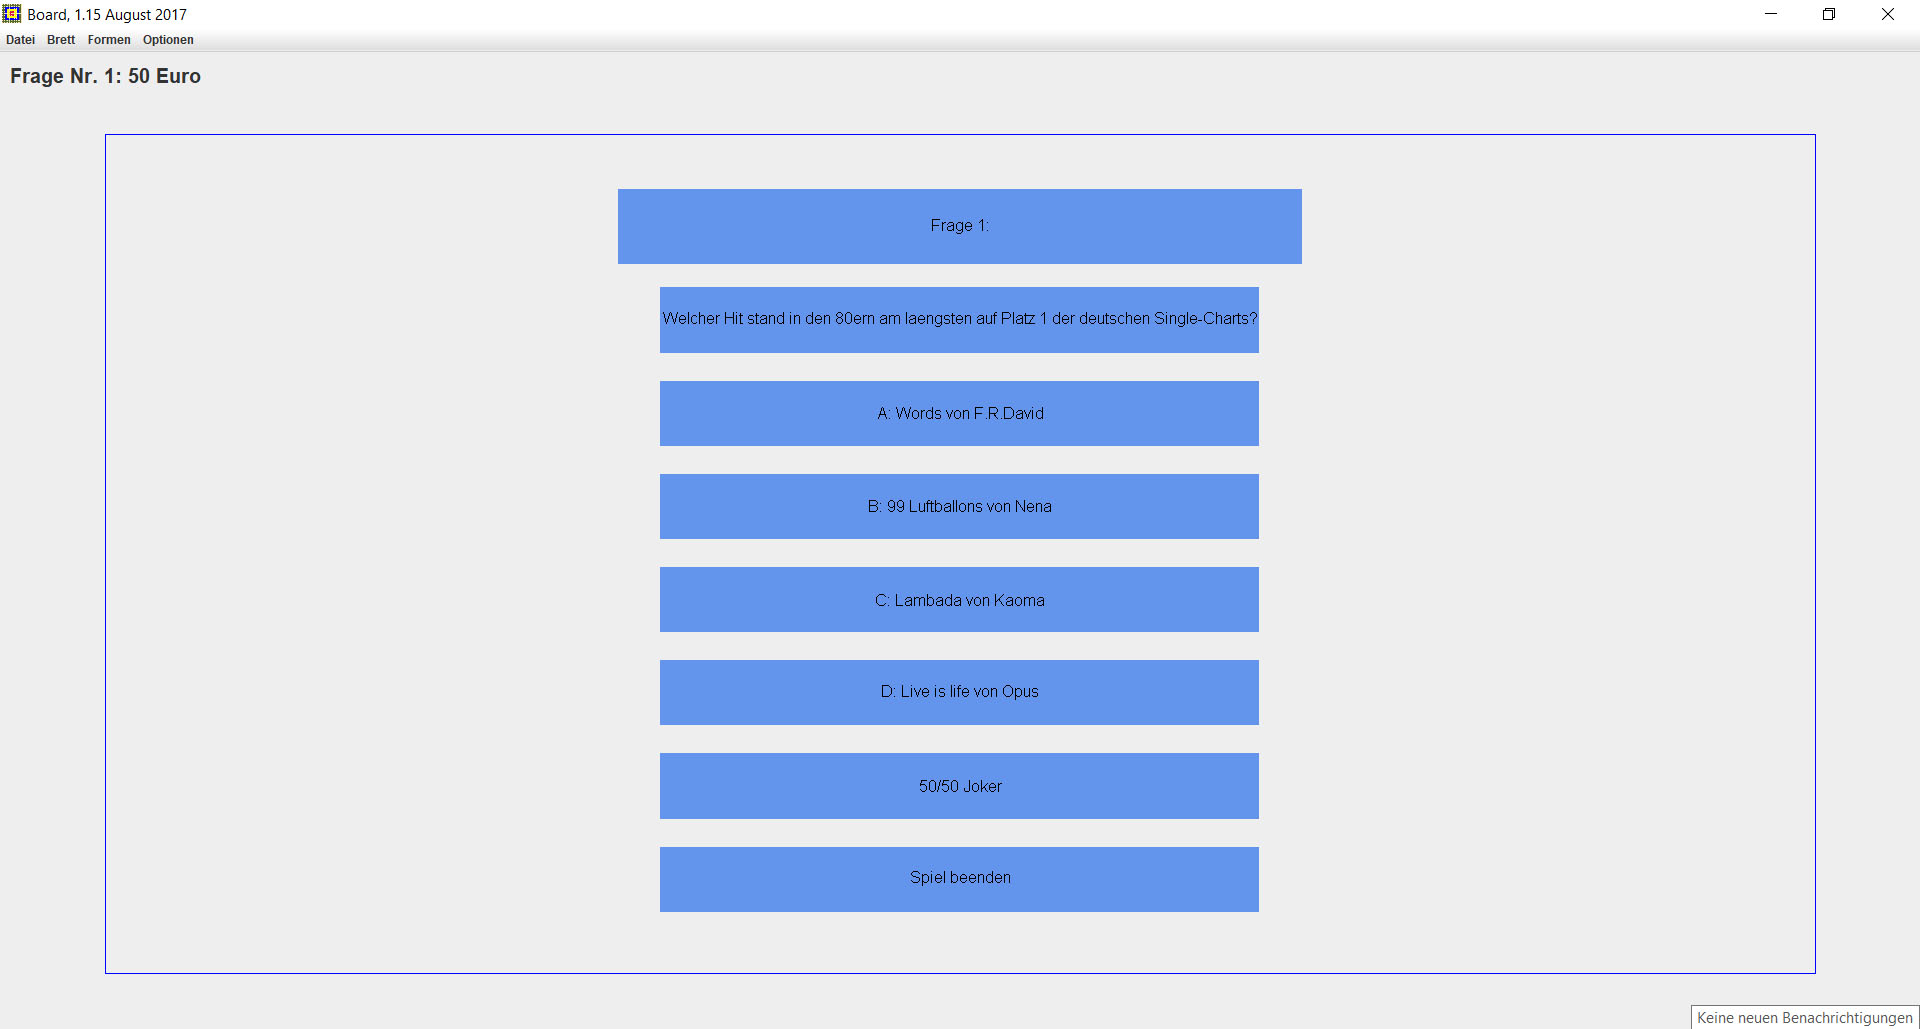 Board, 1.15 August 2017
Datei Brett Formen Optionen
Frage Nr. 1: 50 Euro
Frage 1:
Welcher Hit stand in den 80ern am laengsten auf Platz 1 der deutschen Single-Charts?
A: Words von F.R.David
B: 99 Luftballons von Nena
C: Lambada von Kaoma
D: Live is life von Opus
50/50 Joker
Spiel beenden
Keine neuen Benachrichtigungen